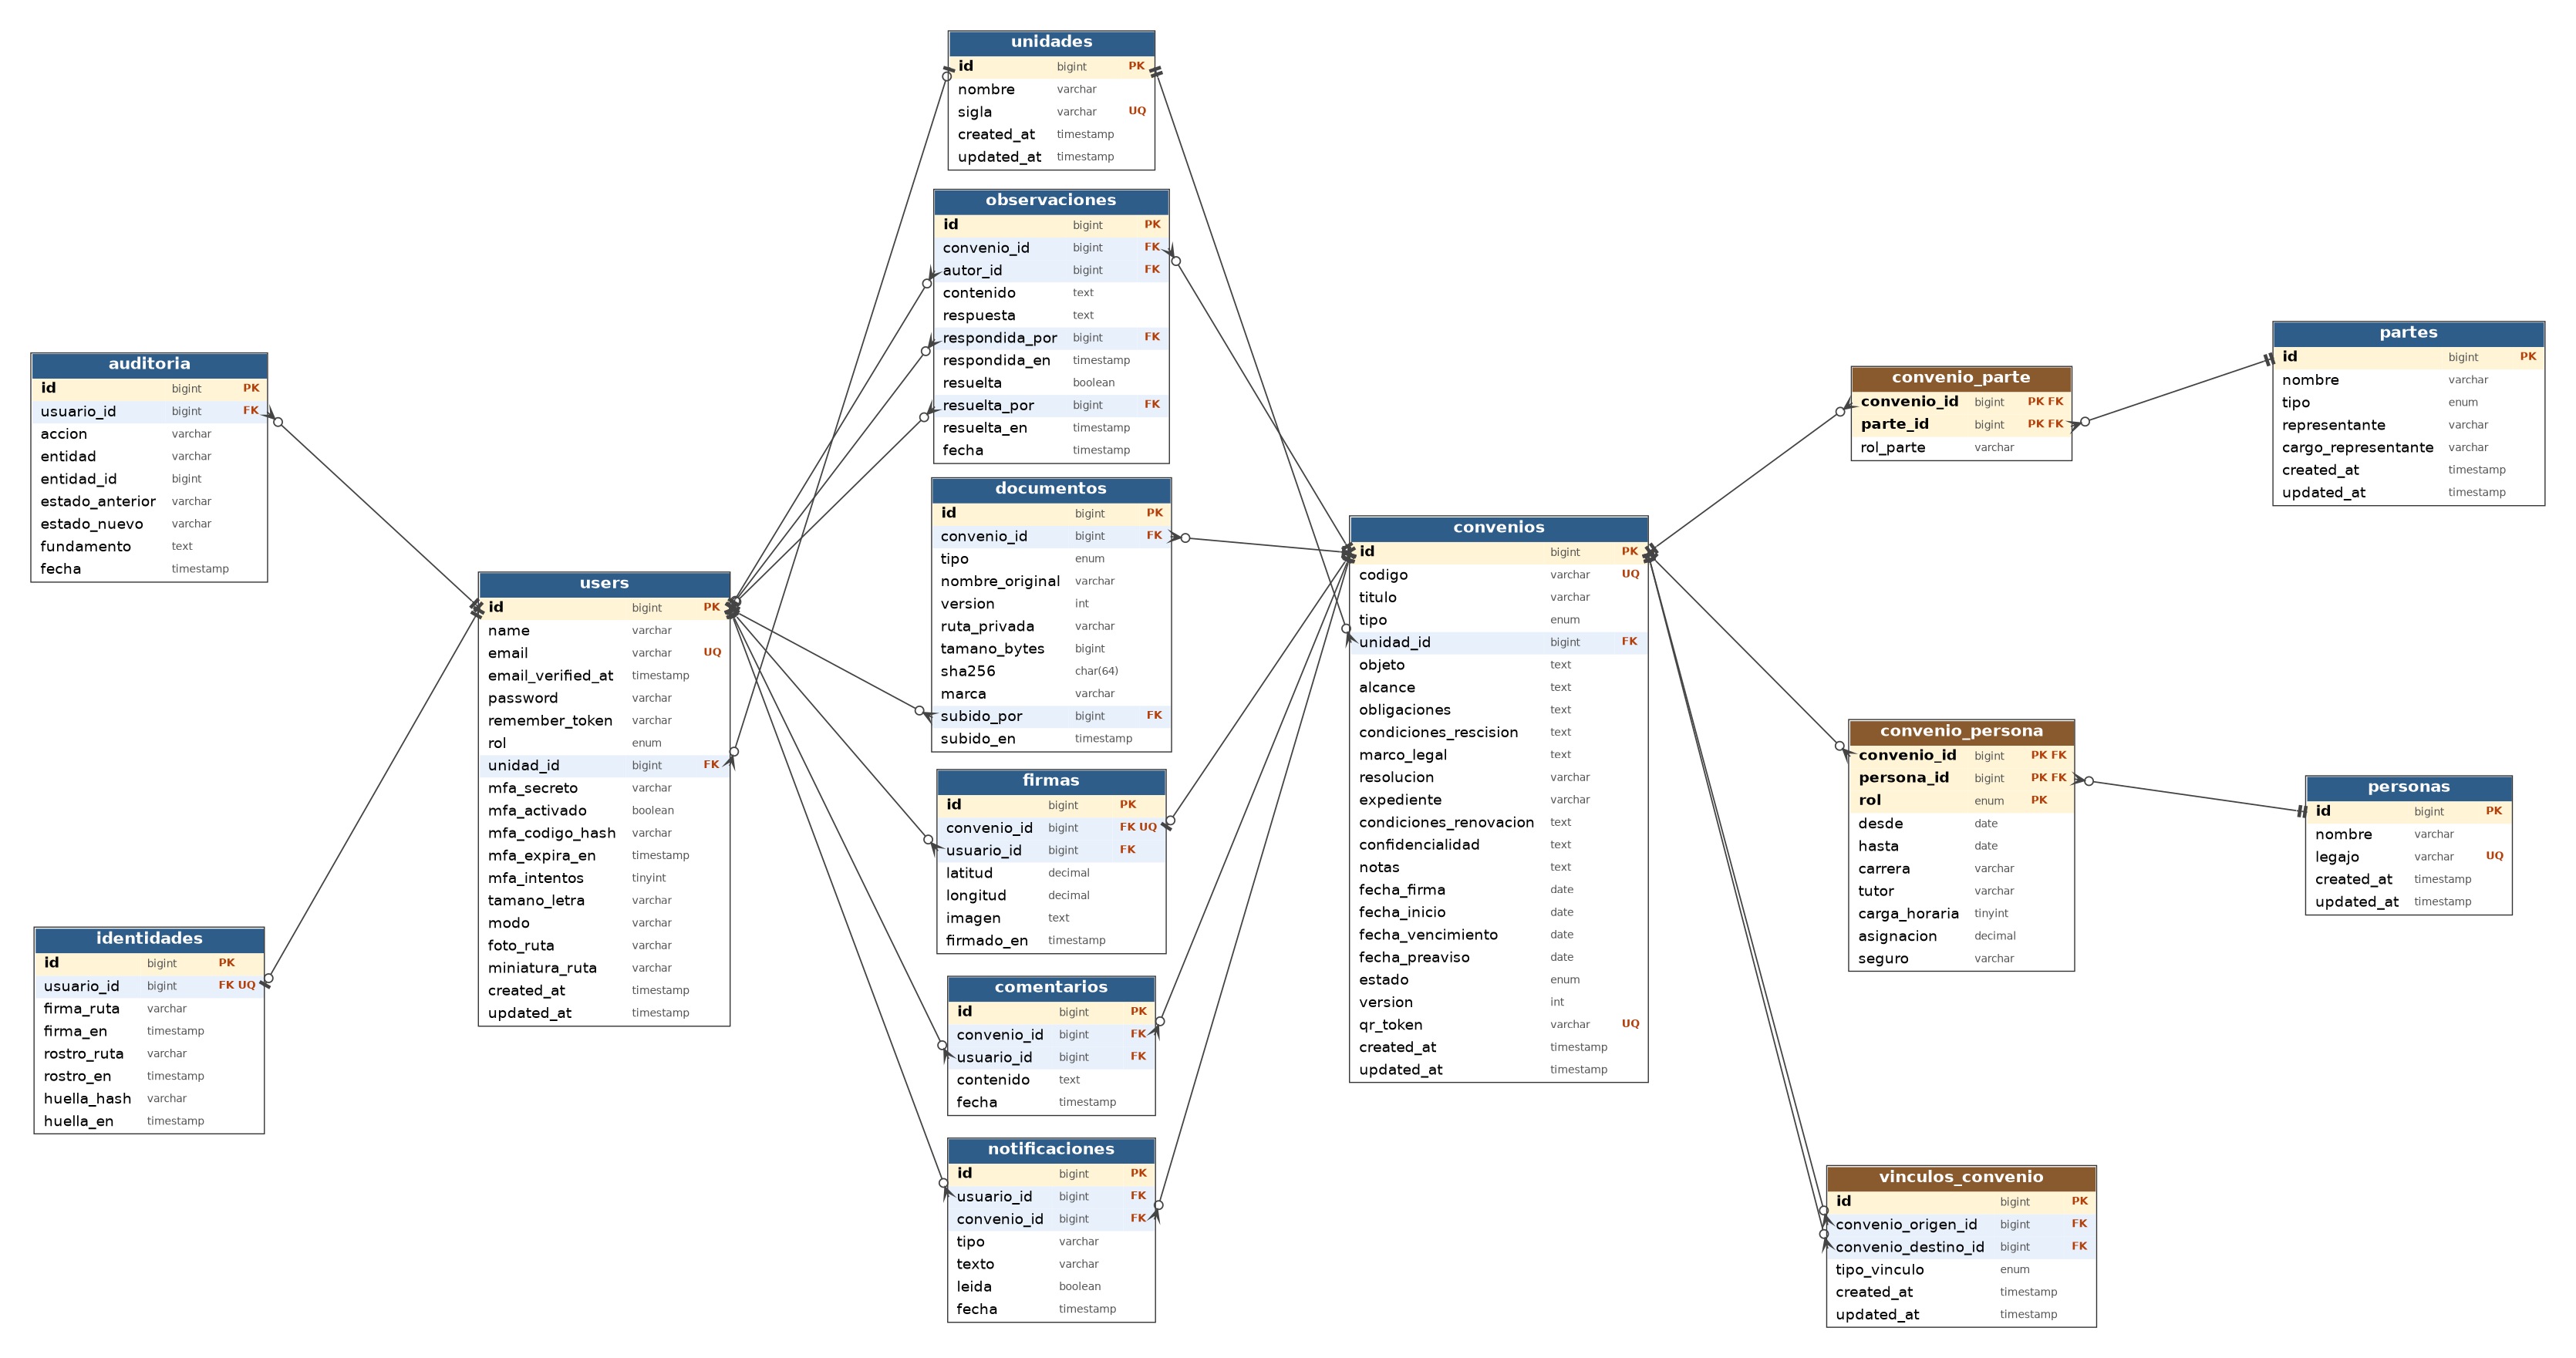 unidades
id bigint PK
nombre varchar
sigla varchar UQ
created_at timestamp
updated_at timestamp
observaciones
id bigint PK
convenio_id bigint FK
autor_id bigint FK
contenido text
respuesta text
respondida_por bigint FK
respondida_en timestamp
resuelta boolean
resuelta_por bigint FK
resuelta_en timestamp
fecha timestamp
auditoria
id bigint PK
usuario_id bigint FK
accion varchar
entidad varchar
entidad_id bigint
estado_anterior varchar
estado_nuevo varchar
fundamento text
fecha timestamp
users
id bigint PK
name varchar
email varchar UQ
email_verified_at timestamp
password varchar
remember_token varchar
rol enum
unidad_id bigint FK
mfa_secreto varchar
mfa_activado boolean
mfa_codigo_hash varchar
mfa_expira_en timestamp
mfa_intentos tinyint
tamano_letra varchar
modo varchar
foto_ruta varchar
miniatura_ruta varchar
created_at timestamp
updated_at timestamp
identidades
id bigint PK
usuario_id bigint FK UQ
firma_ruta varchar
firma_en timestamp
rostro_ruta varchar
rostro_en timestamp
huella_hash varchar
huella_en timestamp
documentos
id bigint PK
convenio_id bigint FK
tipo enum
nombre_original varchar
version int
ruta_privada varchar
tamano_bytes bigint
sha256 char(64)
marca varchar
subido_por bigint FK
subido_en timestamp
firmas
id bigint PK
convenio_id bigint FK UQ
usuario_id bigint FK
latitud decimal
longitud decimal
imagen text
firmado_en timestamp
comentarios
id bigint PK
convenio_id bigint FK
usuario_id bigint FK
contenido text
fecha timestamp
notificaciones
id bigint PK
usuario_id bigint FK
convenio_id bigint FK
tipo varchar
texto varchar
leida boolean
fecha timestamp
convenios
id bigint PK
codigo varchar UQ
titulo varchar
tipo enum
unidad_id bigint FK
objeto text
alcance text
obligaciones text
condiciones_rescision text
marco_legal text
resolucion varchar
expediente varchar
condiciones_renovacion text
confidencialidad text
notas text
fecha_firma date
fecha_inicio date
fecha_vencimiento date
fecha_preaviso date
estado enum
version int
qr_token varchar UQ
created_at timestamp
updated_at timestamp
convenio_parte
convenio_id bigint PK FK
parte_id bigint PK FK
rol_parte varchar
partes
id bigint PK
nombre varchar
tipo enum
representante varchar
cargo_representante varchar
created_at timestamp
updated_at timestamp
convenio_persona
convenio_id bigint PK FK
persona_id bigint PK FK
rol enum PK
desde date
hasta date
carrera varchar
tutor varchar
carga_horaria tinyint
asignacion decimal
seguro varchar
personas
id bigint PK
nombre varchar
legajo varchar UQ
created_at timestamp
updated_at timestamp
vinculos_convenio
id bigint PK
convenio_origen_id bigint FK
convenio_destino_id bigint FK
tipo_vinculo enum
created_at timestamp
updated_at timestamp